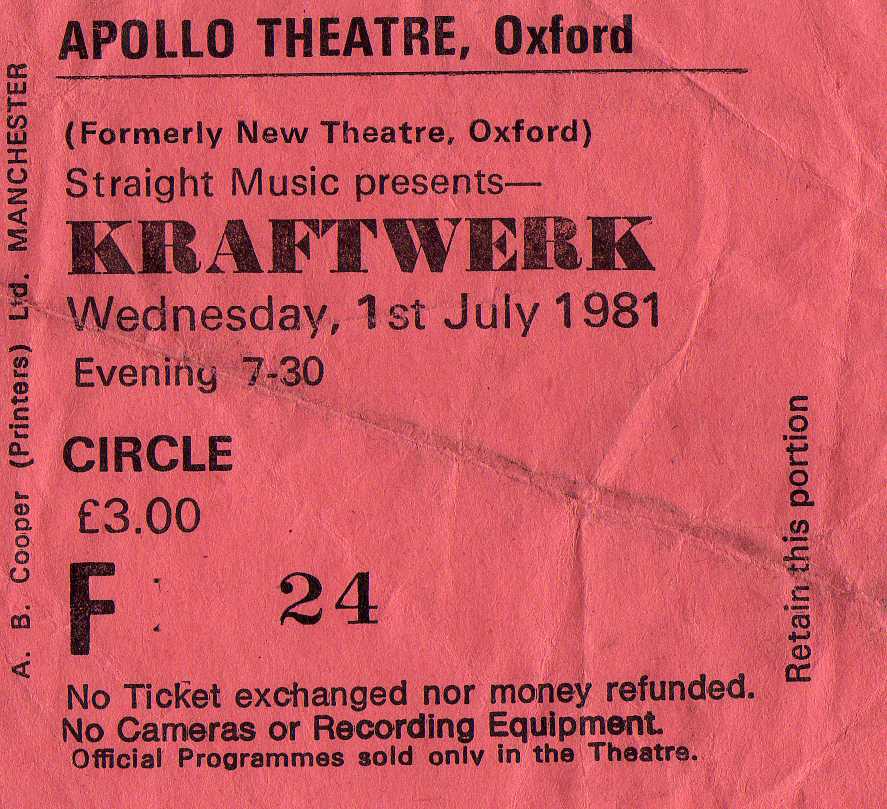 APOLLO THEATRE, Oxford
(Formerly New Theatre, Oxford)
Straight Music presents—
KRAFTWERK
Wednesday, 1st July 1981
Evening 7-30
CIRCLE
£3.00
F 24
No Ticket exchanged nor money refunded.
No Cameras or Recording Equipment.
Official Programmes sold only in the Theatre.
Retain this portion
A. B. Cooper (Printers) Ltd. MANCHESTER